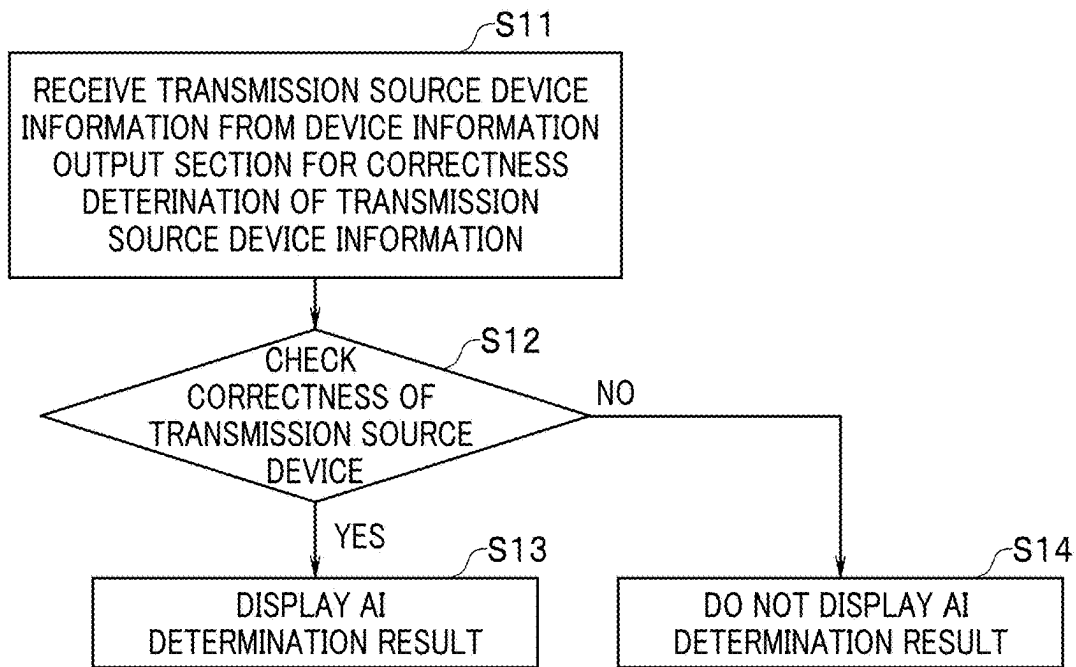 S11
RECEIVE TRANSMISSION SOURCE DEVICE
INFORMATION FROM DEVICE INFORMATION
OUTPUT SECTION FOR CORRECTNESS
DETERINATION OF TRANSMISSION
SOURCE DEVICE INFORMATION
S12
CHECK
CORRECTNESS OF
TRANSMISSION SOURCE
DEVICE
NO
YES
S13
DISPLAY AI
DETERMINATION RESULT
S14
DO NOT DISPLAY AI
DETERMINATION RESULT